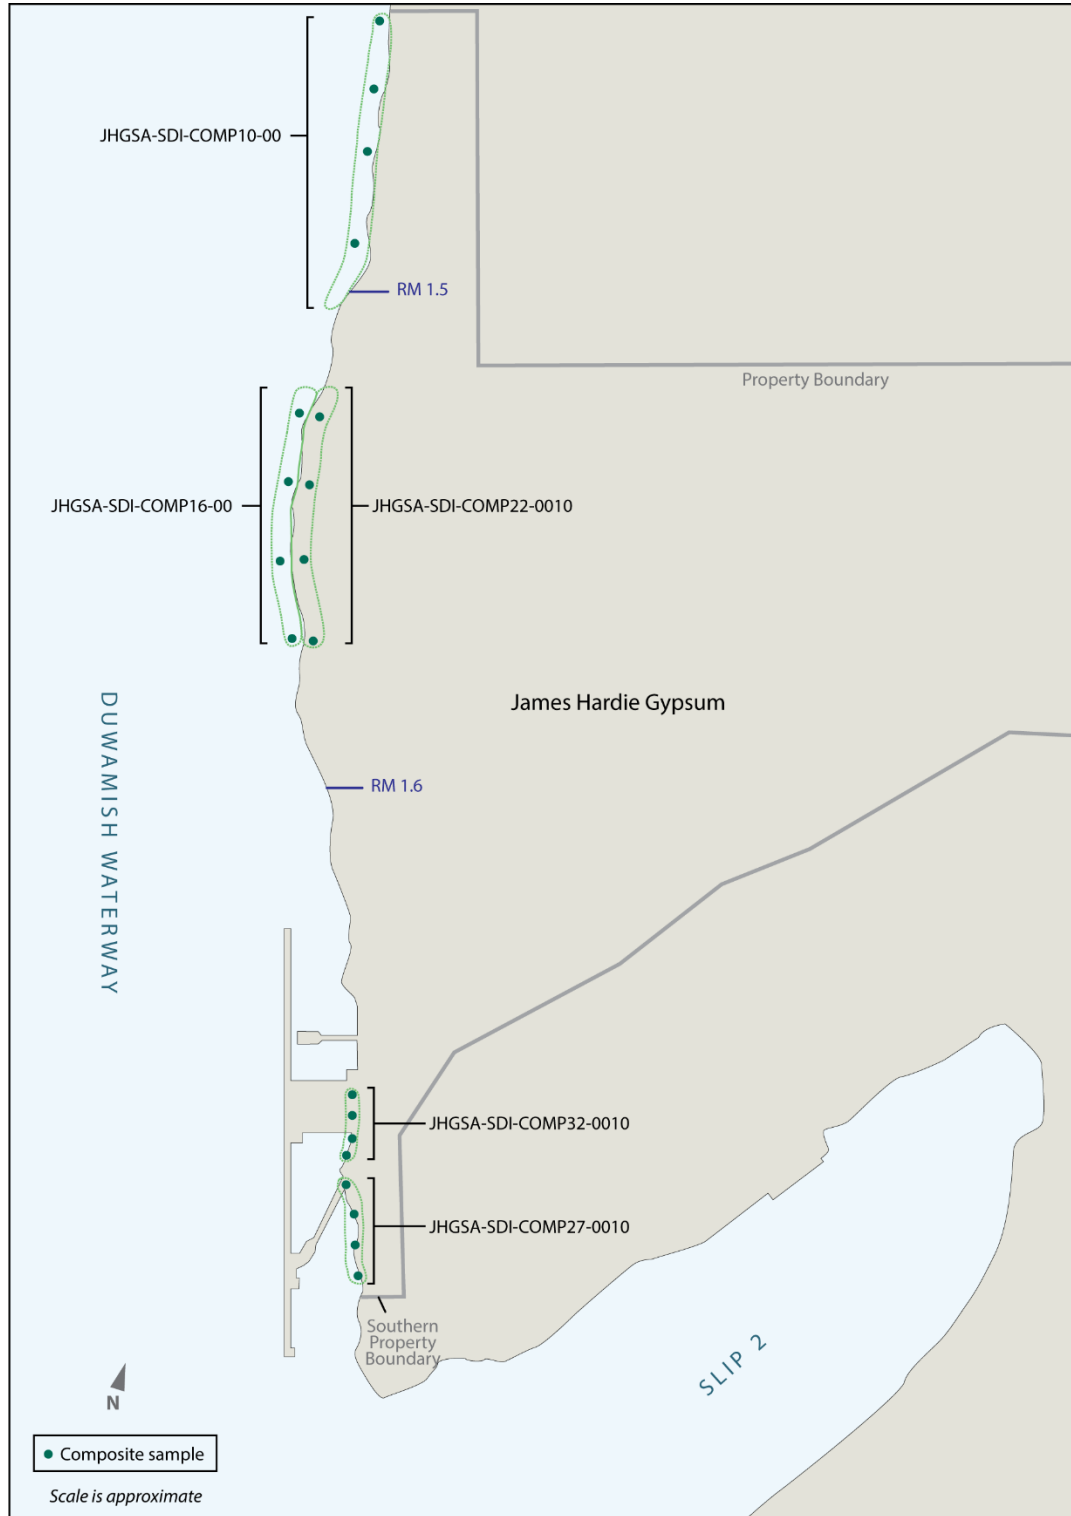 JHGSA-SDI-COMP10-00
RM 1.5
Property Boundary
JHGSA-SDI-COMP16-00
JHGSA-SDI-COMP22-0010
James Hardie Gypsum
DUWAMISH WATERWAY
RM 1.6
JHGSA-SDI-COMP32-0010
JHGSA-SDI-COMP27-0010
Southern
Property
Boundary
SLIP 2
N
Composite sample
Scale is approximate